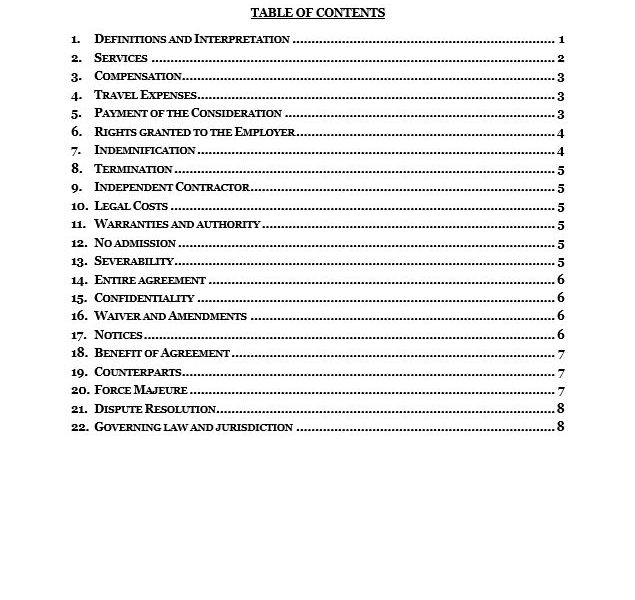 TABLE OF CONTENTS
1. DEFINITIONS AND INTERPRETATION ........................................................................ 1
2. SERVICES ........................................................................ 2
3. COMPENSATION........................................................................ 3
4. TRAVEL EXPENSES........................................................................ 3
5. PAYMENT OF THE CONSIDERATION ........................................................................ 3
6. RIGHTS GRANTED TO THE EMPLOYER........................................................................ 4
7. INDEMNIFICATION........................................................................ 4
8. TERMINATION........................................................................ 5
9. INDEPENDENT CONTRACTOR........................................................................ 5
10. LEGAL COSTS ........................................................................ 5
11. WARRANTIES AND AUTHORITY........................................................................ 5
12. NO ADMISSION ........................................................................ 5
13. SEVERABILITY........................................................................ 5
14. ENTIRE AGREEMENT ........................................................................ 6
15. CONFIDENTIALITY ........................................................................ 6
16. WAIVER AND AMENDMENTS ........................................................................ 6
17. NOTICES........................................................................ 6
18. BENEFIT OF AGREEMENT........................................................................ 7
19. COUNTERPARTS........................................................................ 7
20. FORCE MAJEURE ........................................................................ 7
21. DISPUTE RESOLUTION........................................................................ 8
22. GOVERNING LAW AND JURISDICTION ........................................................................ 8